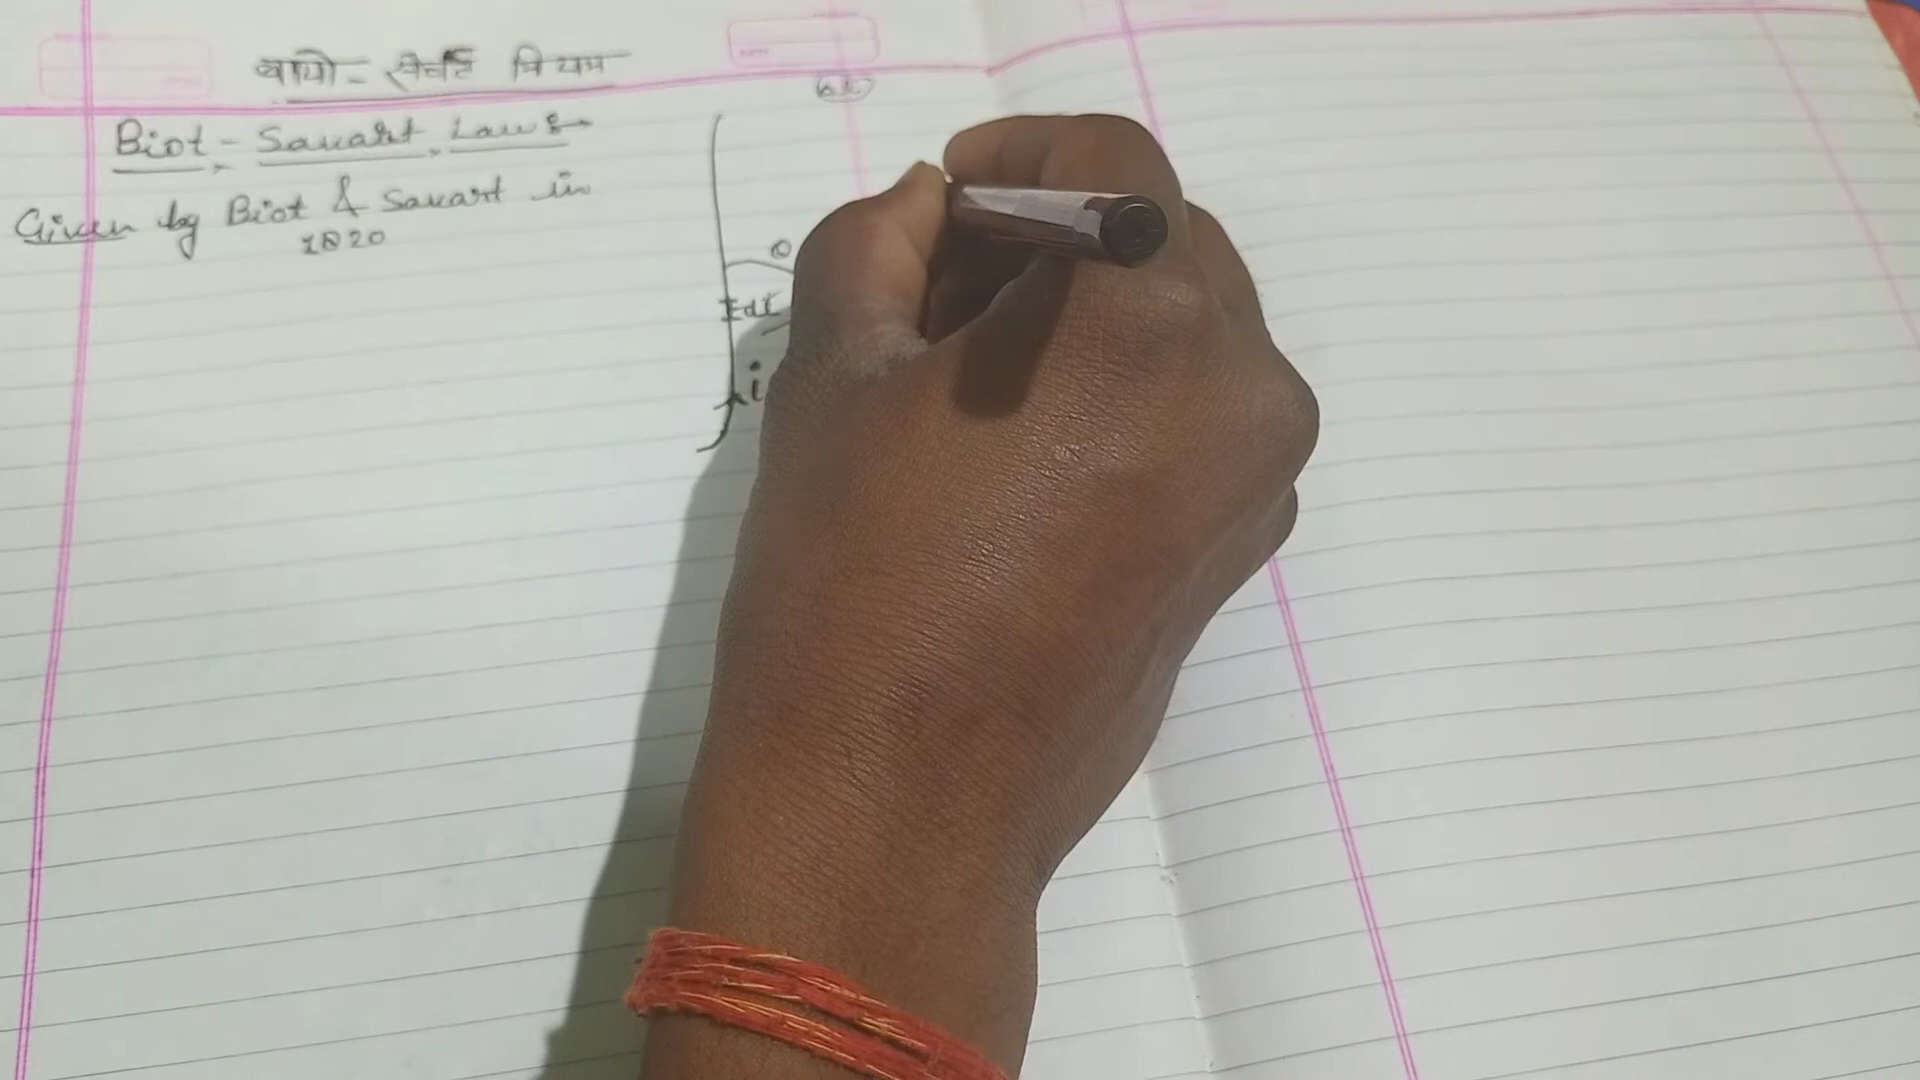 बायो - सेवर्ट नियम
Biot - Savart Law
Given by Biot & Savart in
1820
θ
Idl
i